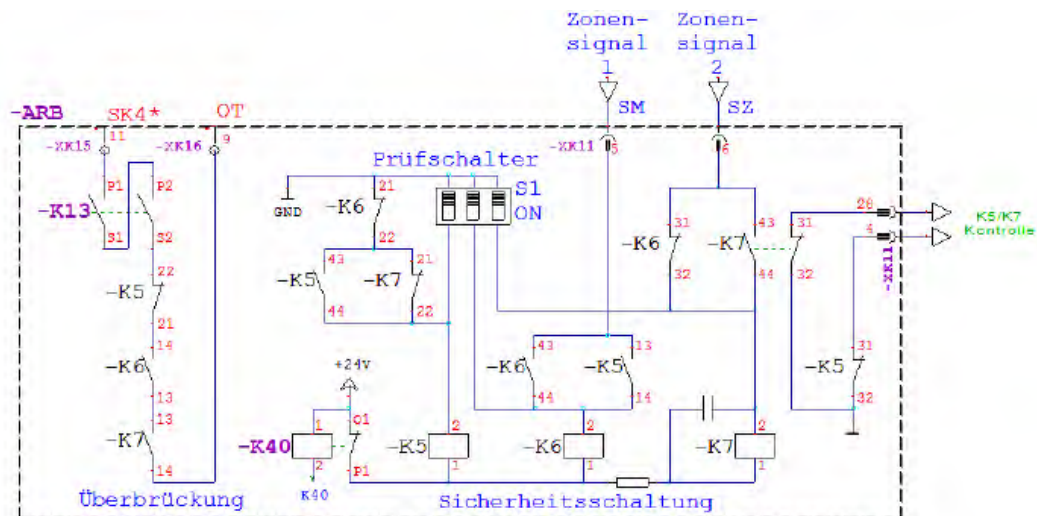 Zonen-
signal
1
Zonen-
signal
2
SM
SZ
-ARB
SK4*
OT
11
9
-XK15
-XK16
-XK11
5
6
Prüfschalter
P1
P2
-K13
S1
S2
GND
-K6
21
22
S1
ON
-K6
31
32
-K7
43
44
31
32
28
4
K5/K7
Kontrolle
-XK11
-K5
22
21
-K5
43
44
-K7
21
22
-K6
14
13
+24V
-K6
43
44
-K5
13
14
-K5
31
32
-K7
13
14
-K40
1
2
O1
P1
K40
-K5
2
1
-K6
2
1
-K7
2
1
Überbrückung
Sicherheitsschaltung